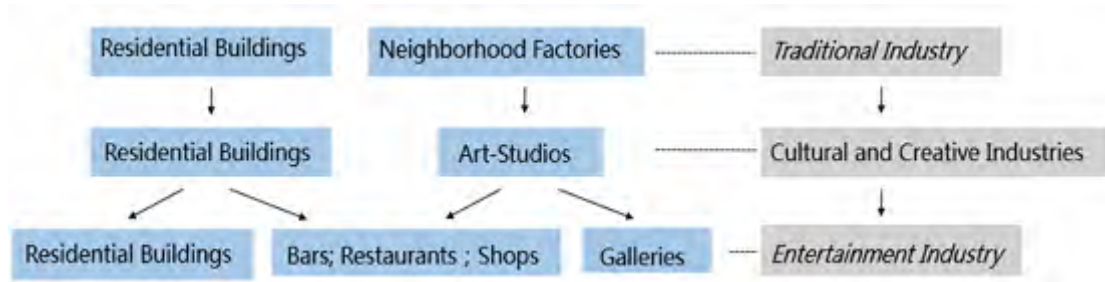 Residential Buildings
Neighborhood Factories
Traditional Industry
Residential Buildings
Art-Studios
Cultural and Creative Industries
Residential Buildings
Bars; Restaurants ; Shops
Galleries
Entertainment Industry